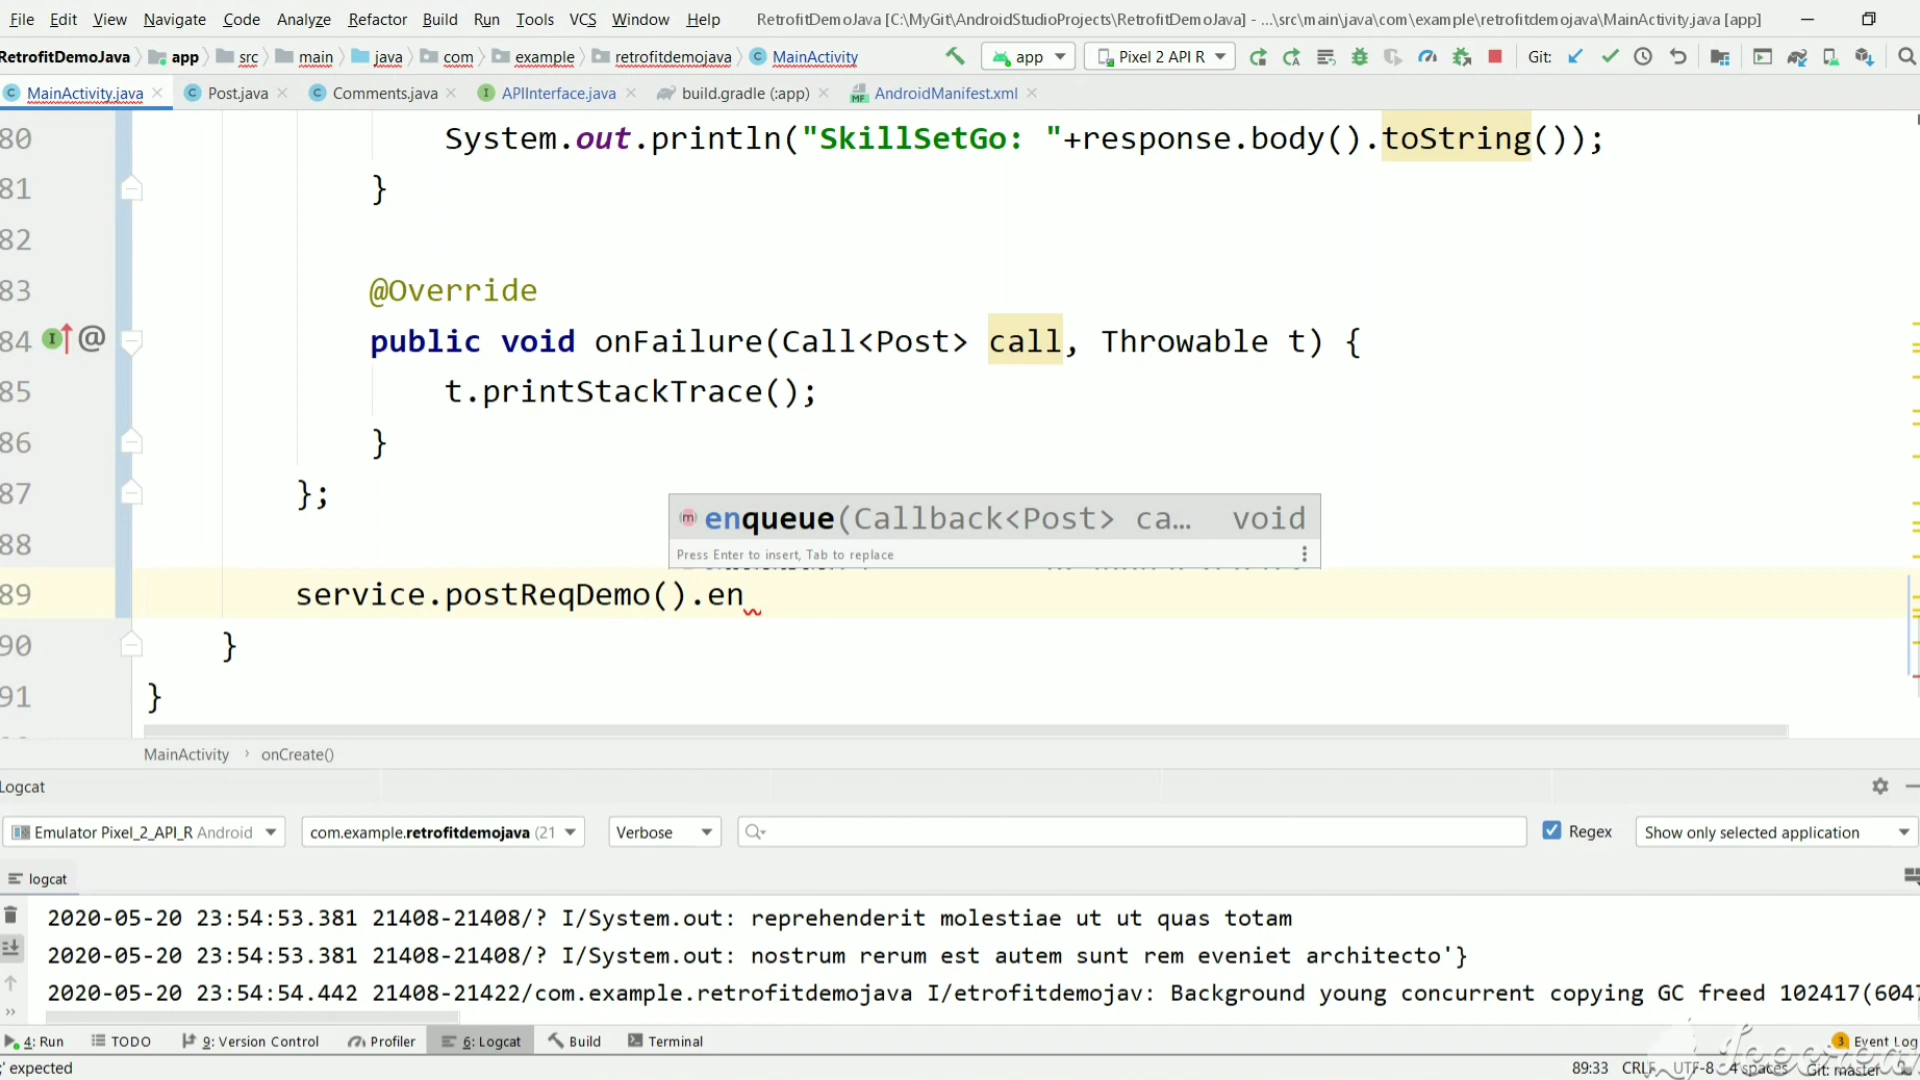 File Edit View Navigate Code Analyze Refactor Build Run Tools VCS Window Help RetrofitDemoJava [C:\MyGit\AndroidStudioProjects\RetrofitDemoJava] - ...\src\main\java\com\example\retrofitdemojava\MainActivity.java [app]
RetrofitDemoJava app src main java com example retrofitdemojava MainActivity app Pixel 2 API R Git:
MainActivity.java Post.java Comments.java APIInterface.java build.gradle (:app) AndroidManifest.xml
80 System.out.println("SkillSetGo: "+response.body().toString());
81 }
82
83 @Override
84 public void onFailure(Call<Post> call, Throwable t) {
85 t.printStackTrace();
86 }
87 };
enqueue(Callback<Post> ca... void
88
Press Enter to insert, Tab to replace
89 service.postReqDemo().en
90 }
91 }
MainActivity › onCreate()
Logcat
Emulator Pixel_2_API_R Android com.example.retrofitdemojava (21 Verbose Regex Show only selected application
logcat
2020-05-20 23:54:53.381 21408-21408/? I/System.out: reprehenderit molestiae ut ut quas totam
2020-05-20 23:54:53.381 21408-21408/? I/System.out: nostrum rerum est autem sunt rem eveniet architecto'}
2020-05-20 23:54:54.442 21408-21422/com.example.retrofitdemojava I/etrofitdemojav: Background young concurrent copying GC freed 102417(6047
4: Run TODO 9: Version Control Profiler 6: Logcat Build Terminal 3 Event Log
;' expected 89:33 CRLF UTF-8 4 spaces Git: master